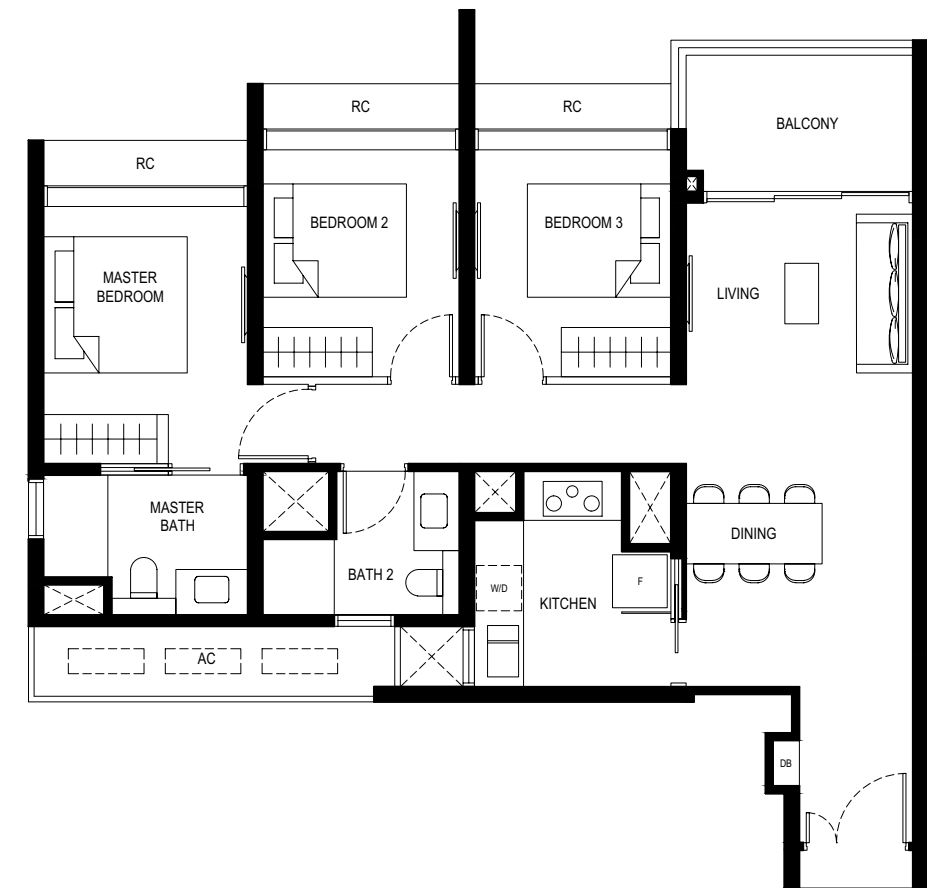 RC
RC
BALCONY
RC
BEDROOM 2
BEDROOM 3
MASTER
BEDROOM
LIVING
MASTER
BATH
DINING
BATH 2
W/D
KITCHEN
F
AC
DB